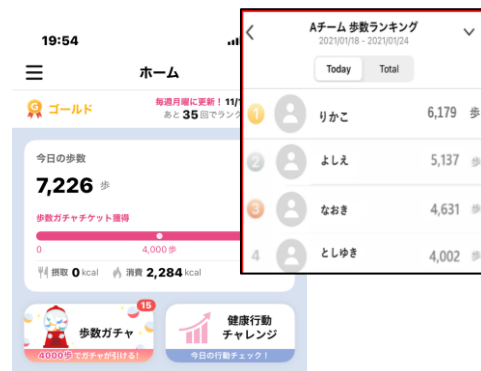 19:54
ホーム
ゴールド
毎週月曜に更新！11/
あと 35 回でランク
今日の歩数
7,226 歩
歩数ガチャチケット獲得
0
4,000 歩
摂取 0 kcal
消費 2,284 kcal
15
歩数ガチャ
4000歩でガチャが引ける!
健康行動
チャレンジ
今日の行動チェック！
Aチーム 歩数ランキング
2021/01/18 - 2021/01/24
Today
Total
1 りかこ 6,179 歩
2 よしえ 5,137 歩
3 なおき 4,631 歩
4 としゆき 4,002 歩